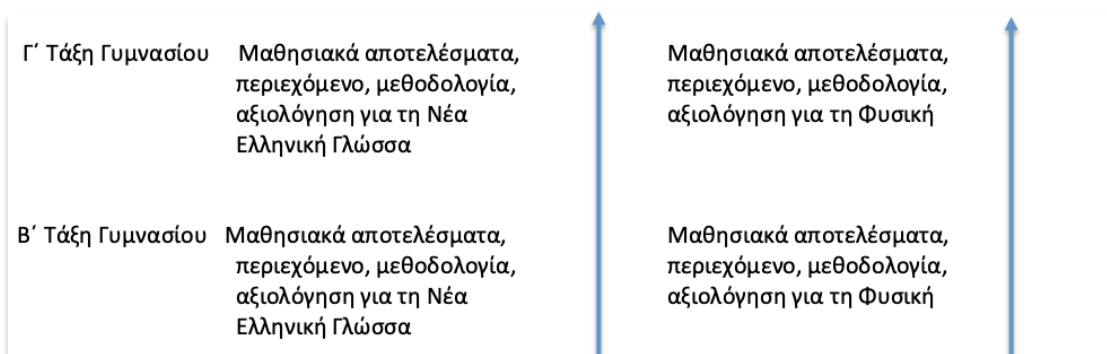 Γ΄ Τάξη Γυμνασίου Μαθησιακά αποτελέσματα,
περιεχόμενο, μεθοδολογία,
αξιολόγηση για τη Νέα
Ελληνική Γλώσσα
Μαθησιακά αποτελέσματα,
περιεχόμενο, μεθοδολογία,
αξιολόγηση για τη Φυσική
Β΄ Τάξη Γυμνασίου Μαθησιακά αποτελέσματα,
περιεχόμενο, μεθοδολογία,
αξιολόγηση για τη Νέα
Ελληνική Γλώσσα
Μαθησιακά αποτελέσματα,
περιεχόμενο, μεθοδολογία,
αξιολόγηση για τη Φυσική